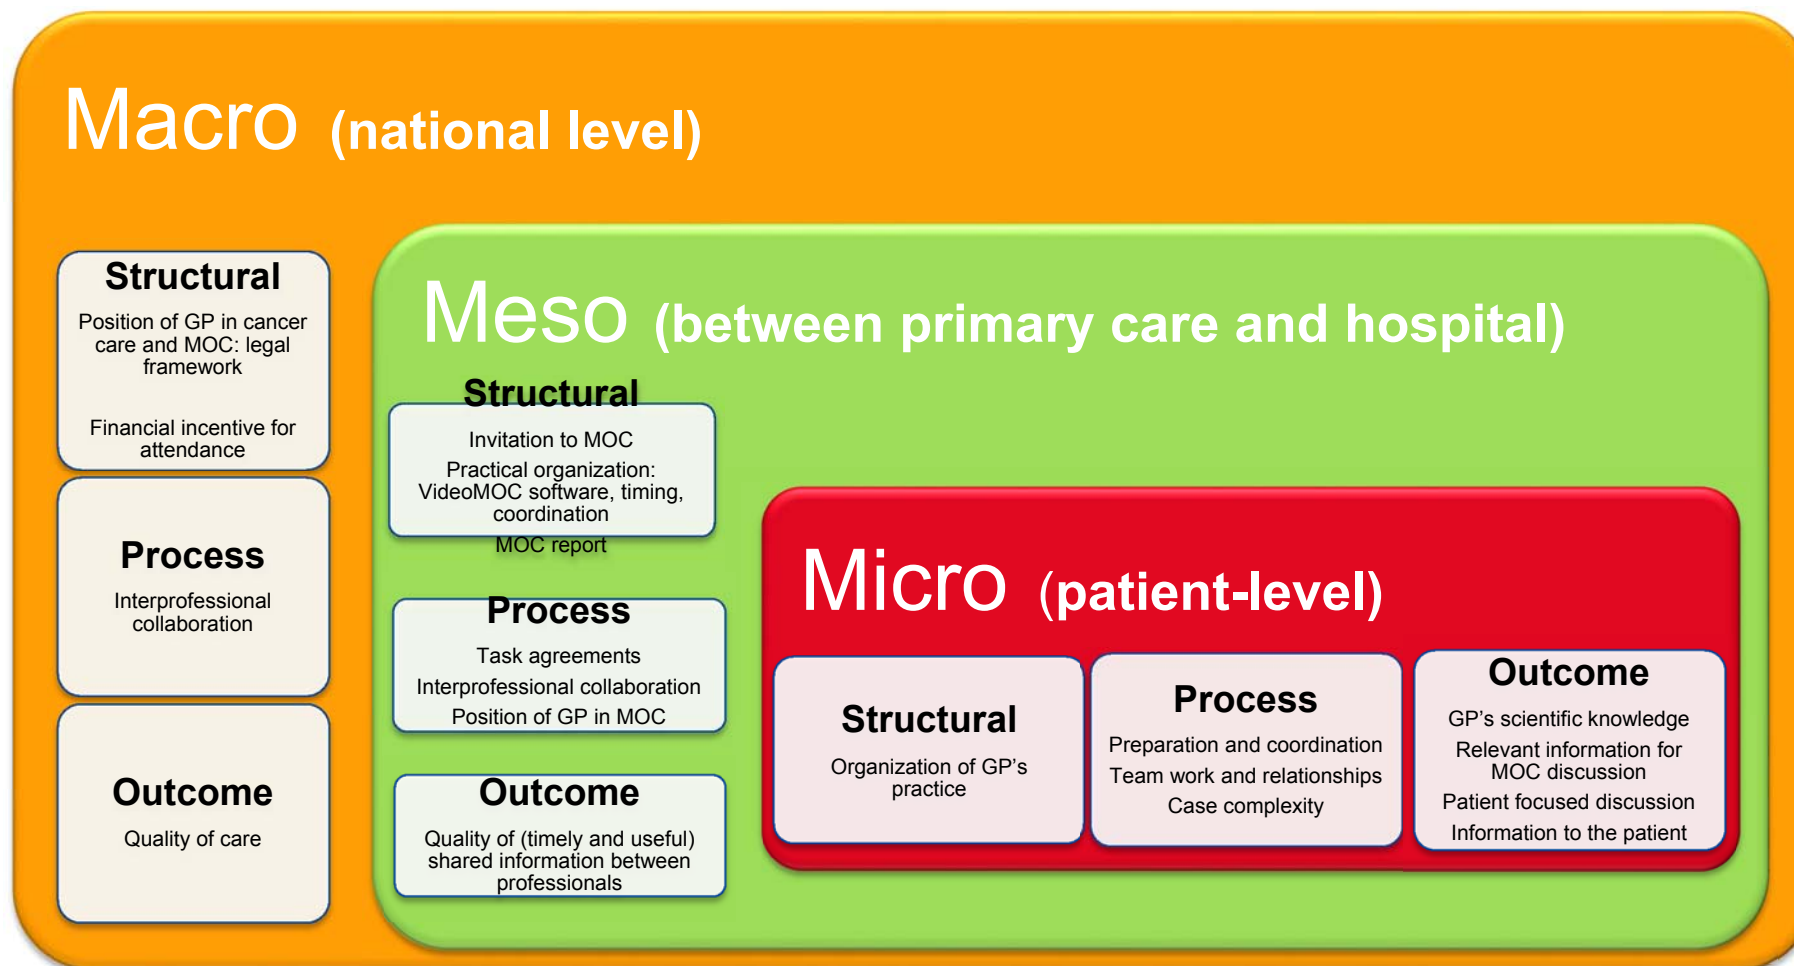 Macro (national level)
Structural
Position of GP in cancer
care and MOC: legal
framework
Financial incentive for
attendance
Process
Interprofessional
collaboration
Outcome
Quality of care
Meso (between primary care and hospital)
Structural
Invitation to MOC
Practical organization:
VideoMOC software, timing,
coordination
MOC report
Process
Task agreements
Interprofessional collaboration
Position of GP in MOC
Outcome
Quality of (timely and useful)
shared information between
professionals
Micro (patient-level)
Structural
Organization of GP's
practice
Process
Preparation and coordination
Team work and relationships
Case complexity
Outcome
GP's scientific knowledge
Relevant information for
MOC discussion
Patient focused discussion
Information to the patient